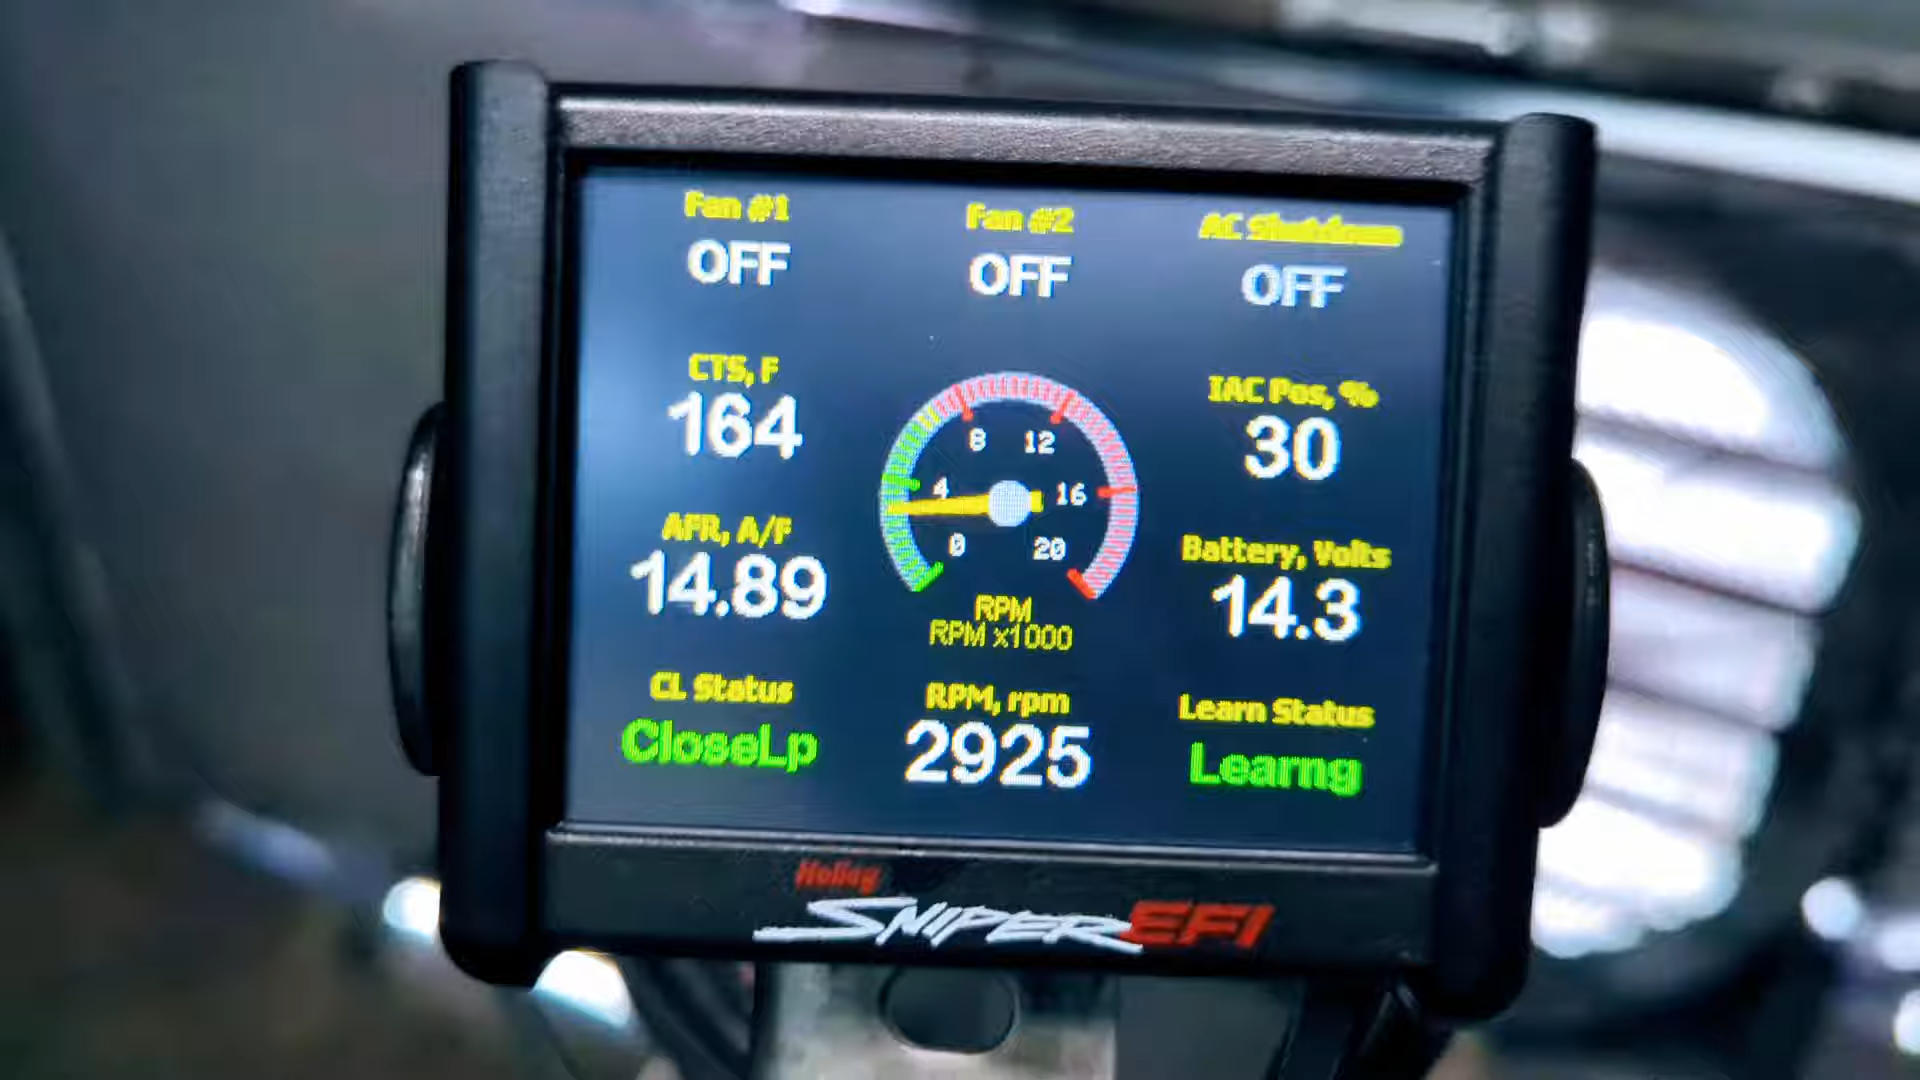 Fan #1 Fan #2 AC Shutdown
OFF OFF OFF
CTS, F IAC Pos, %
164 30
8 12
4 16
0 20
AFR, A/F Battery, Volts
14.89 14.3
RPM
RPM x1000
CL Status RPM, rpm Learn Status
CloseLp 2925 Learng
Holley
SNIPER EFI